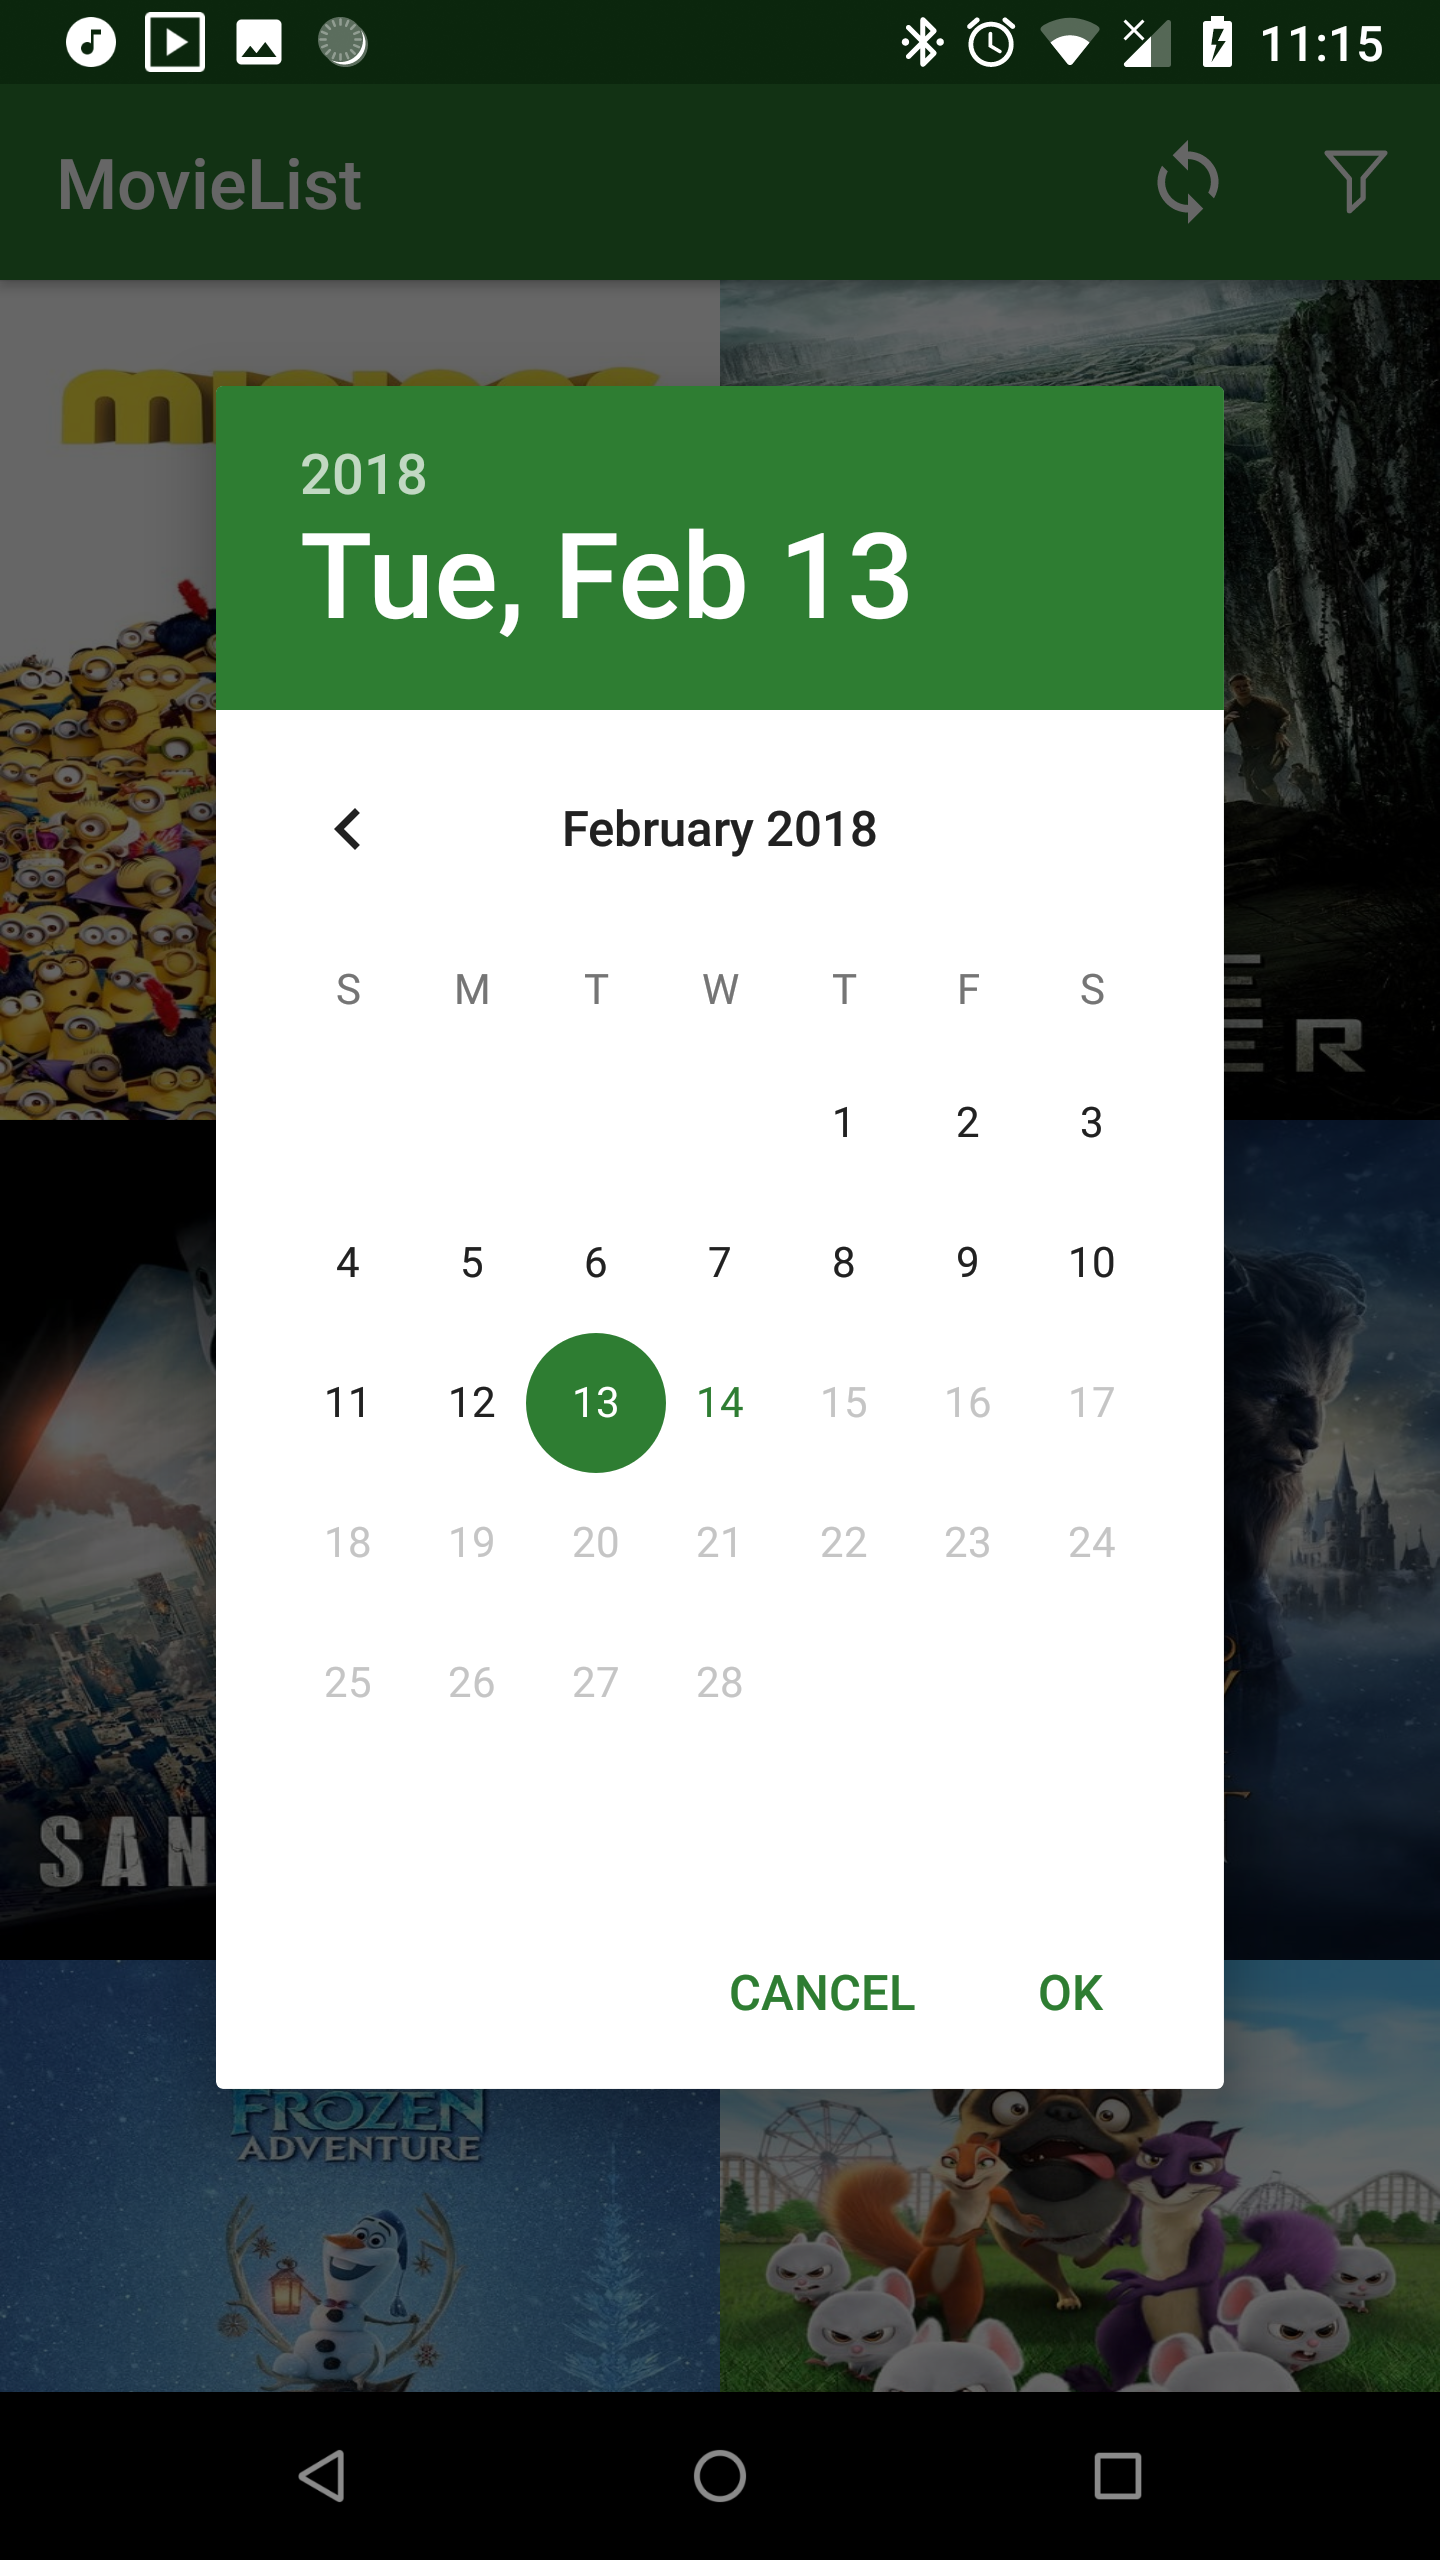 11:15
MovieList
2018
Tue, Feb 13
February 2018
S M T W T F S
1 2 3
4 5 6 7 8 9 10
11 12 13 14 15 16 17
18 19 20 21 22 23 24
25 26 27 28
CANCEL OK
FROZEN
ADVENTURE